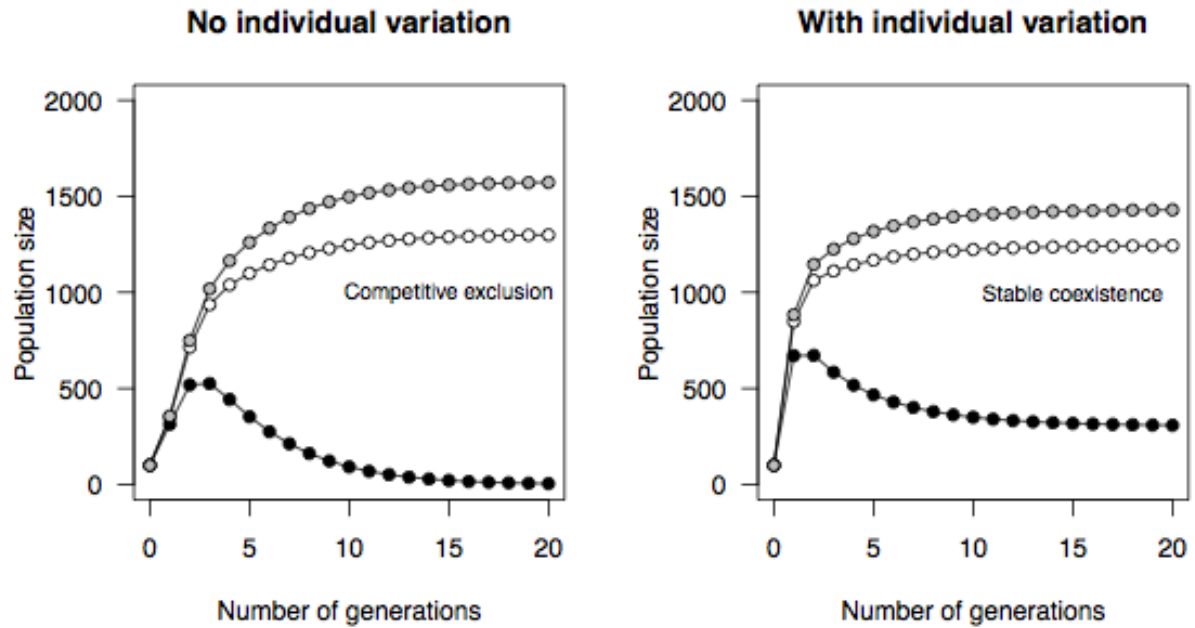 No individual variation
Population size
2000
1500
1000
500
0
Competitive exclusion
0 5 10 15 20
Number of generations
With individual variation
Population size
2000
1500
1000
500
0
Stable coexistence
0 5 10 15 20
Number of generations